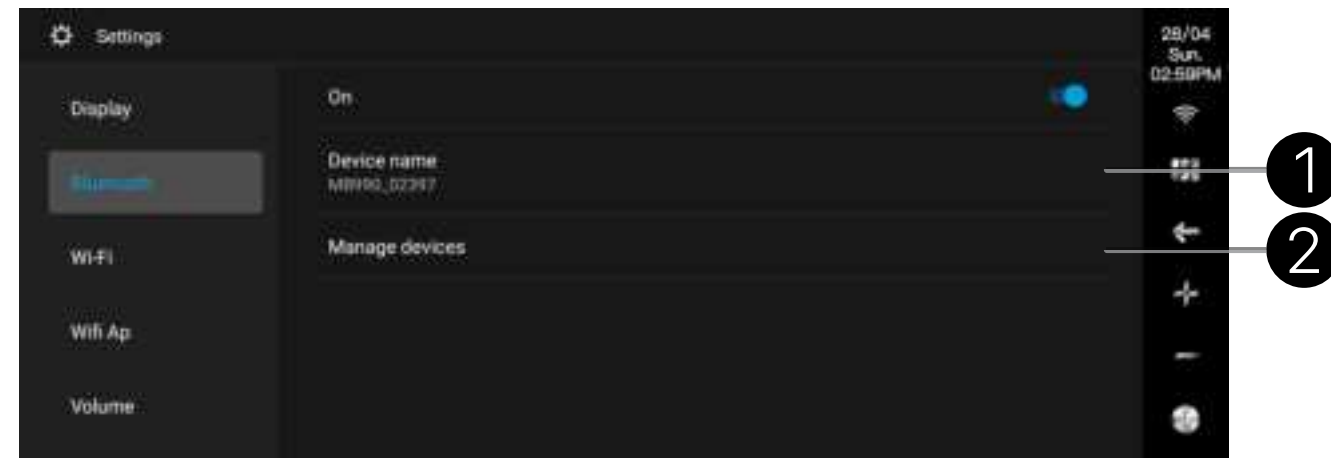 Settings
28/04
Sun.
02:59PM
Display
On
Bluetooth
Device name
Wi-Fi
Manage devices
Wifi Ap
Volume
1
2